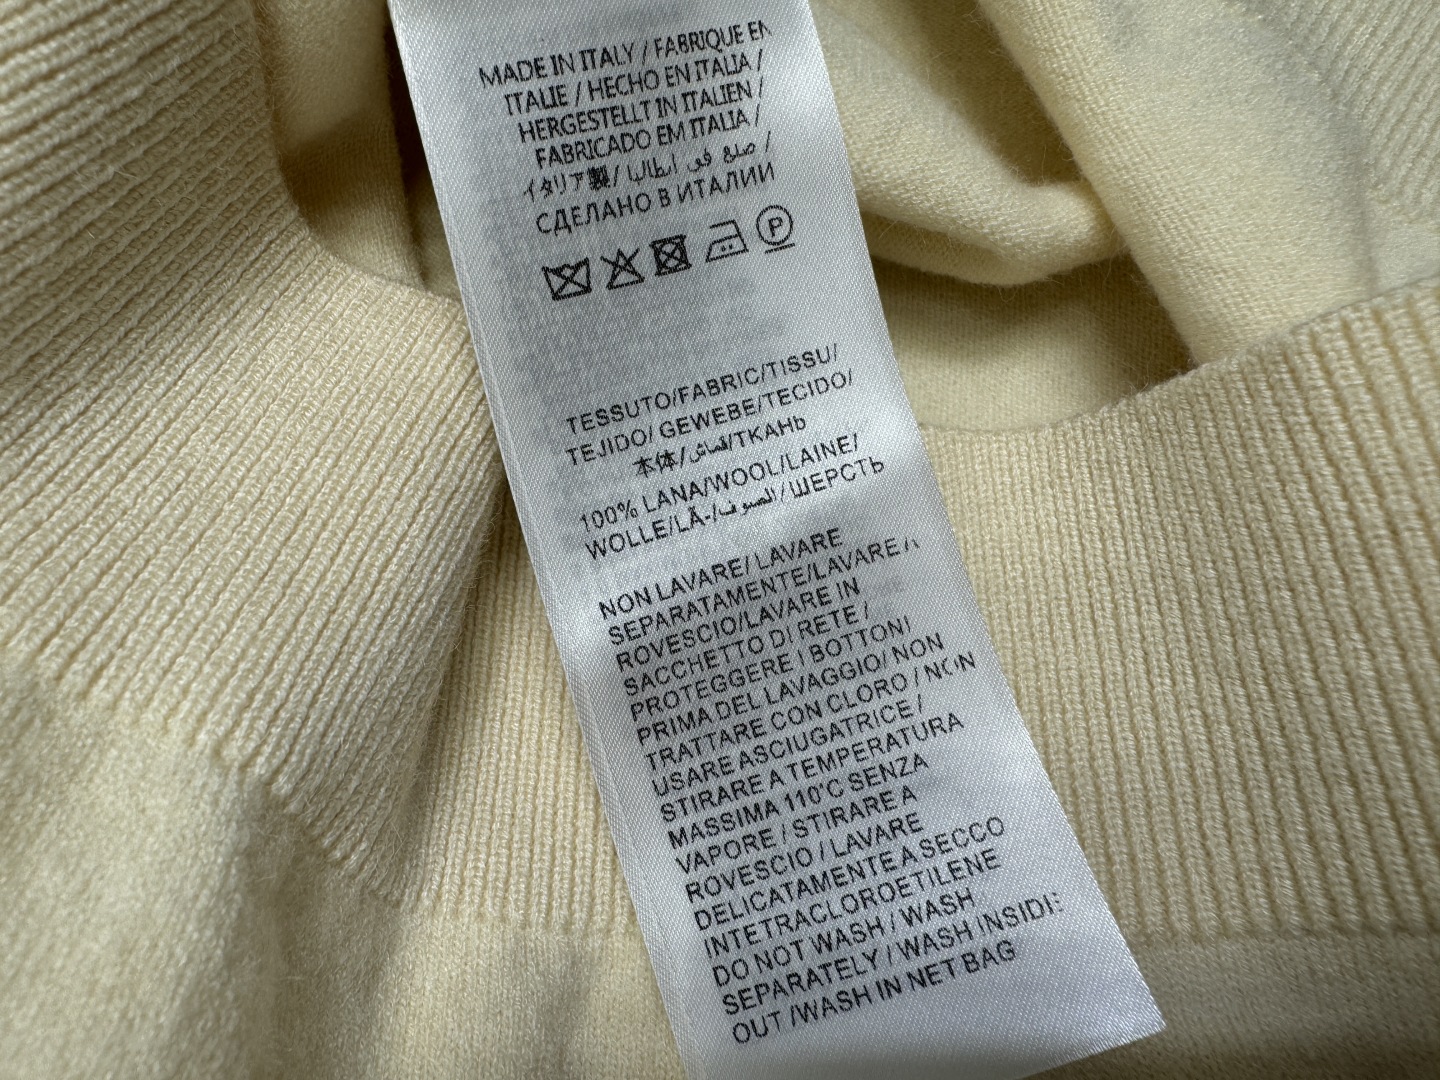 MADE IN ITALY / FABRIQUE EN
ITALIE / HECHO EN ITALIA /
HERGESTELLT IN ITALIEN /
FABRICADO EM ITALIA /
イタリア製/ صنع في ايطاليا /
СДЕЛАНО В ИТАЛИИ
P
TESSUTO/FABRIC/TISSU/
TEJIDO/ GEWEBE/TECIDO/
本体/قماش/ТКАНЬ
100% LANA/WOOL/LAINE/
WOLLE/LÃ-/الصوف/ШЕРСТЬ
NON LAVARE/ LAVARE
SEPARATAMENTE/LAVARE A
ROVESCIO/LAVARE IN
SACCHETTO DI RETE /
PROTEGGERE I BOTTONI
PRIMA DEL LAVAGGIO/ NON
TRATTARE CON CLORO / NON
USARE ASCIUGATRICE /
STIRARE A TEMPERATURA
MASSIMA 110'C SENZA
VAPORE / STIRARE A
ROVESCIO / LAVARE
DELICATAMENTE A SECCO
INTETRACLOROETILENE
DO NOT WASH / WASH
SEPARATELY / WASH INSIDE
OUT /WASH IN NET BAG